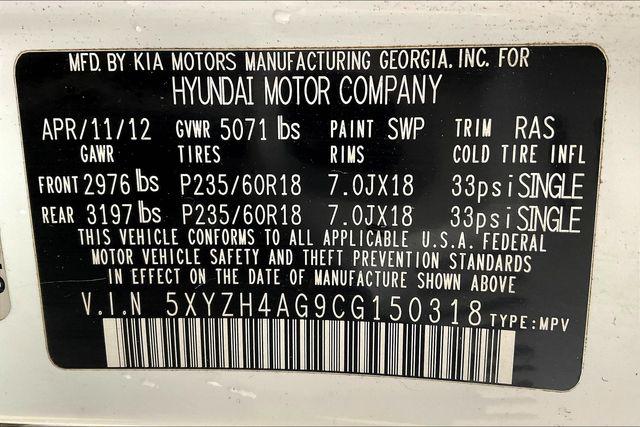 MFD. BY KIA MOTORS MANUFACTURING GEORGIA, INC. FOR
HYUNDAI MOTOR COMPANY
APR/11/12 GVWR 5071 lbs PAINT SWP TRIM RAS
GAWR TIRES RIMS COLD TIRE INFL
FRONT 2976 lbs P235/60R18 7.0JX18 33psi SINGLE
REAR 3197 lbs P235/60R18 7.0JX18 33psi SINGLE
THIS VEHICLE CONFORMS TO ALL APPLICABLE U.S.A. FEDERAL
MOTOR VEHICLE SAFETY AND THEFT PREVENTION STANDARDS
IN EFFECT ON THE DATE OF MANUFACTURE SHOWN ABOVE
V.I.N 5XYZH4AG9CG150318 TYPE:MPV